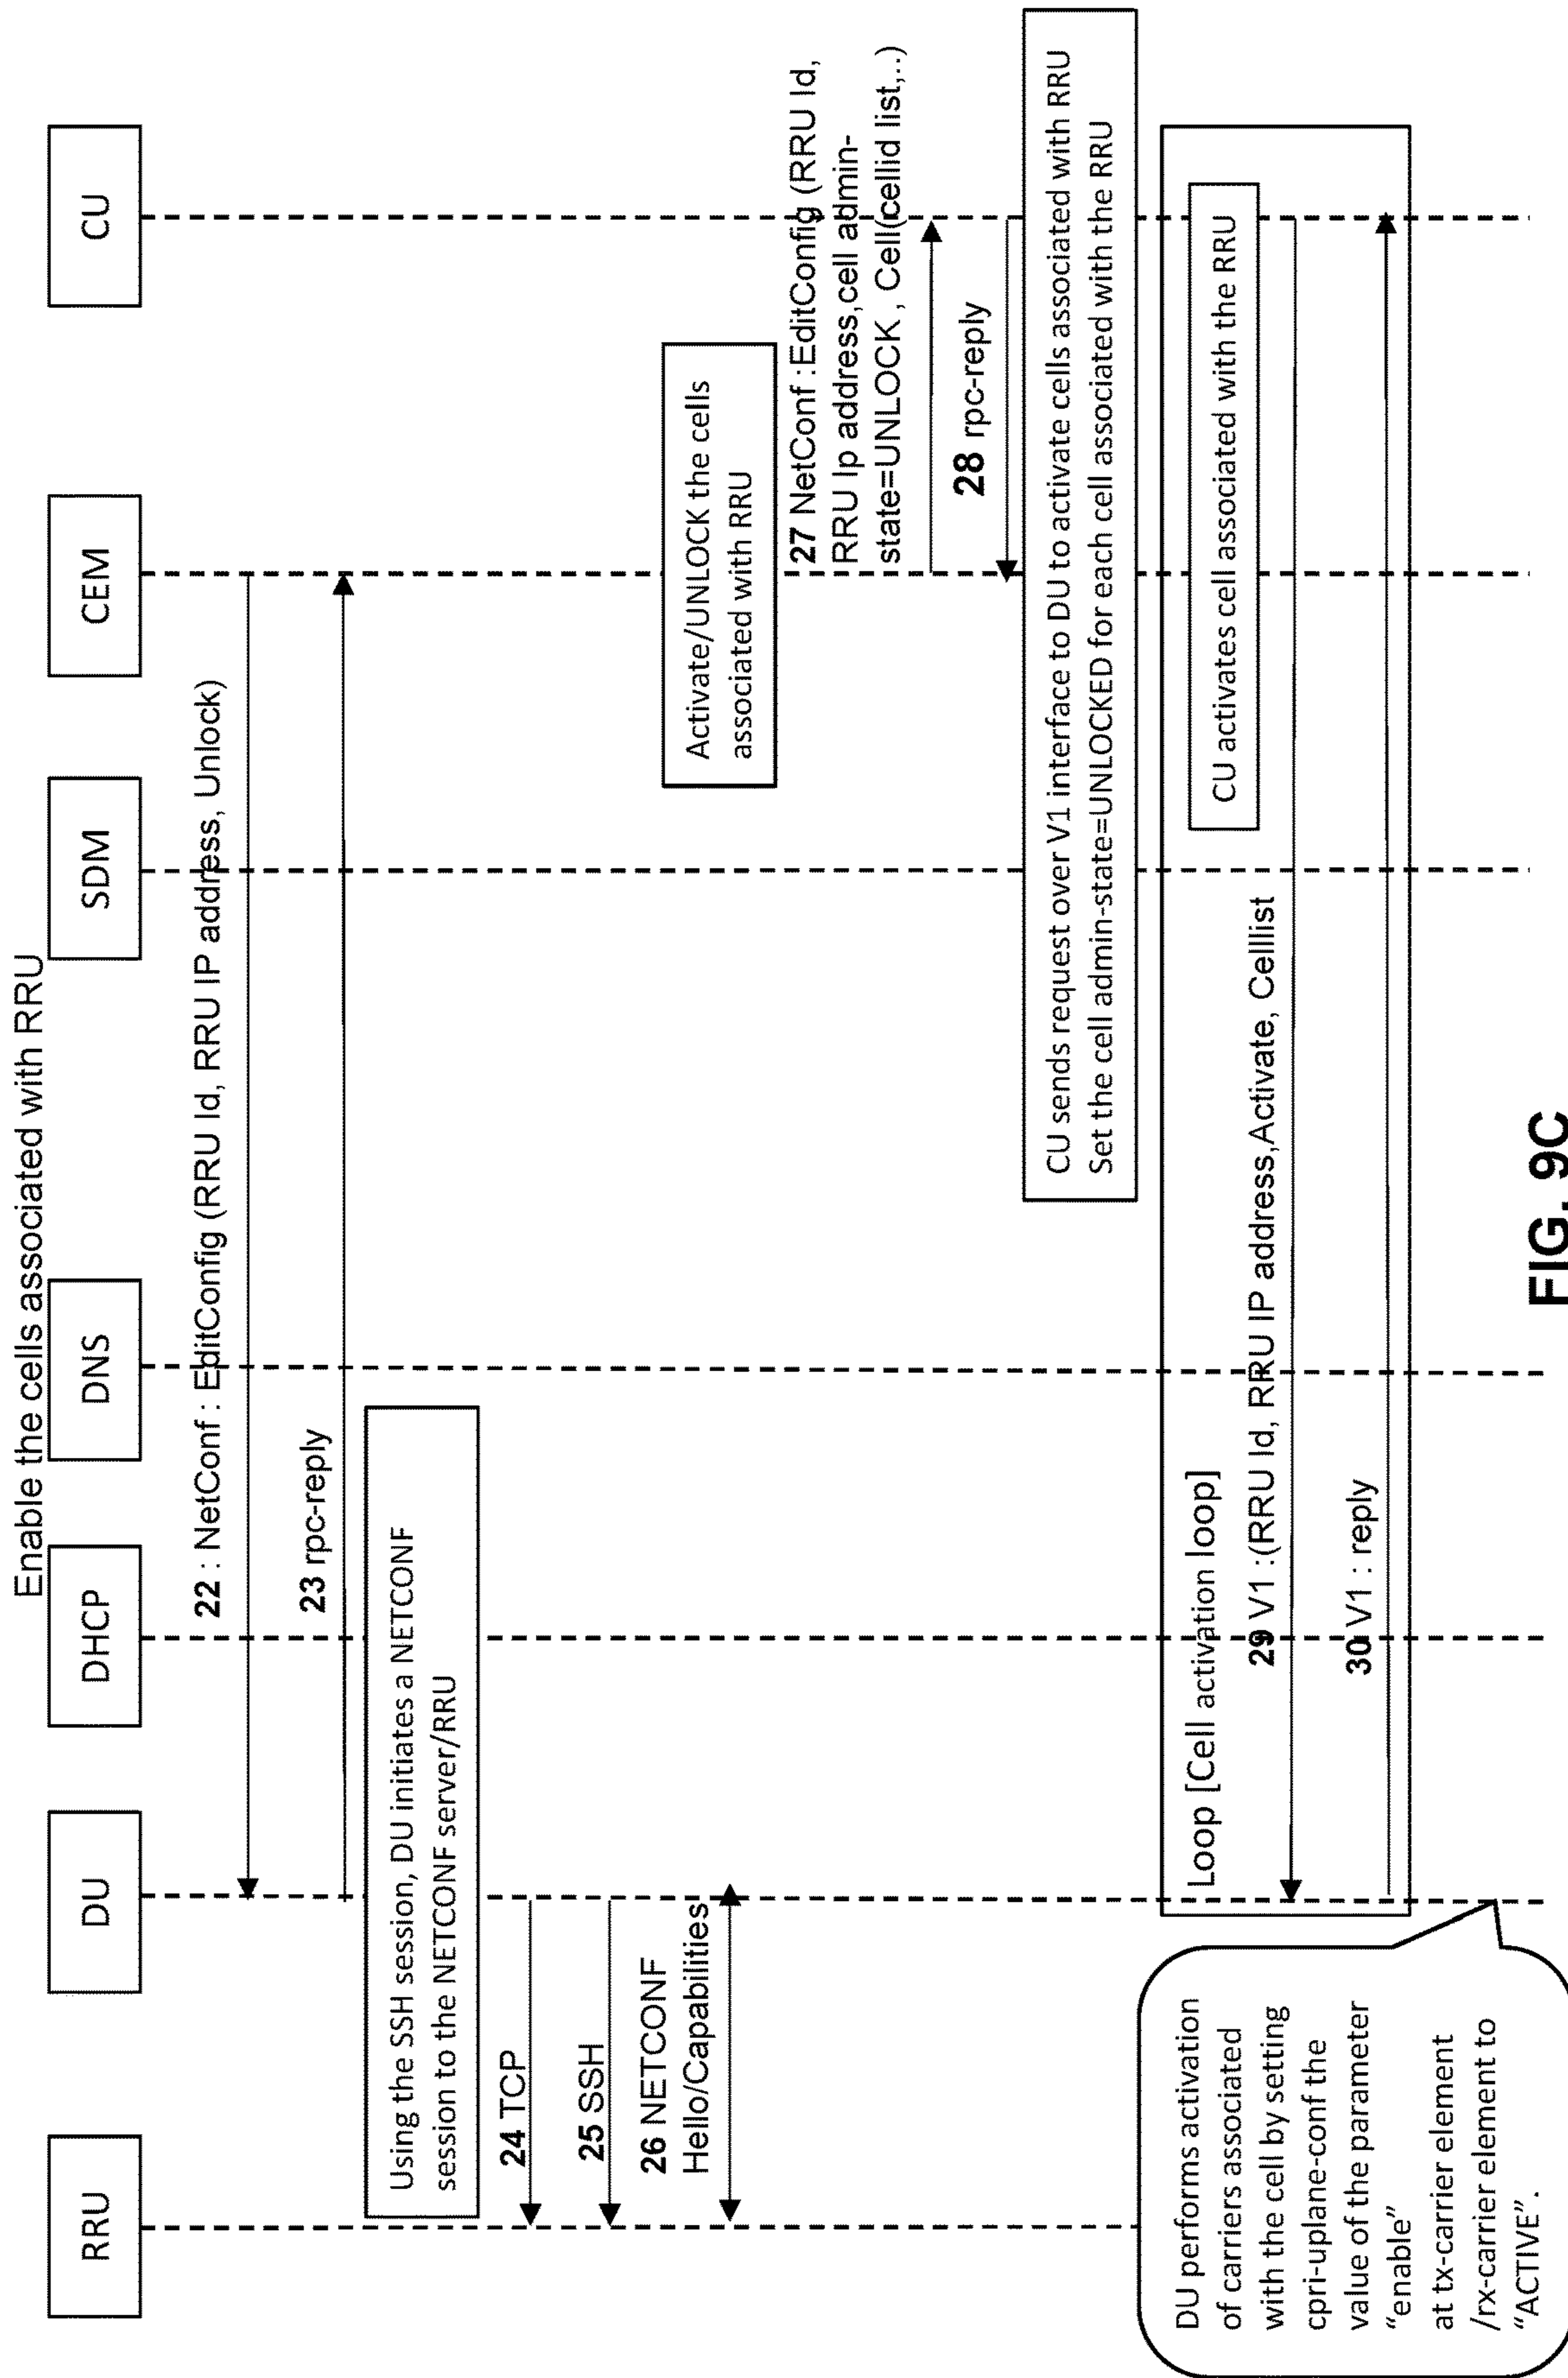 Enable the cells associated with RRU
RRU
DU
DHCP
DNS
SDM
CEM
CU
22 : NetConf : EditConfig (RRU Id, RRU IP address, Unlock)
23 rpc-reply
Using the SSH session, DU initiates a NETCONF
session to the NETCONF server/RRU
24 TCP
25 SSH
26 NETCONF
Hello/Capabilities
Activate/UNLOCK the cells
associated with RRU
27 NetConf :EditConfig (RRU Id,
RRU Ip address,cell admin-
state=UNLOCK , Cell(cellid list,..)
28 rpc-reply
CU sends request over V1 interface to DU to activate cells associated with RRU
Set the cell admin-state=UNLOCKED for each cell associated with the RRU
Loop [Cell activation loop]
CU activates cell associated with the RRU
29 V1 :(RRU Id, RRU IP address,Activate, Celllist
30 V1 : reply
DU performs activation
of carriers associated
with the cell by setting
cpri-uplane-conf the
value of the parameter
“enable”
at tx-carrier element
/rx-carrier element to
“ACTIVE”.
FIG. 9C